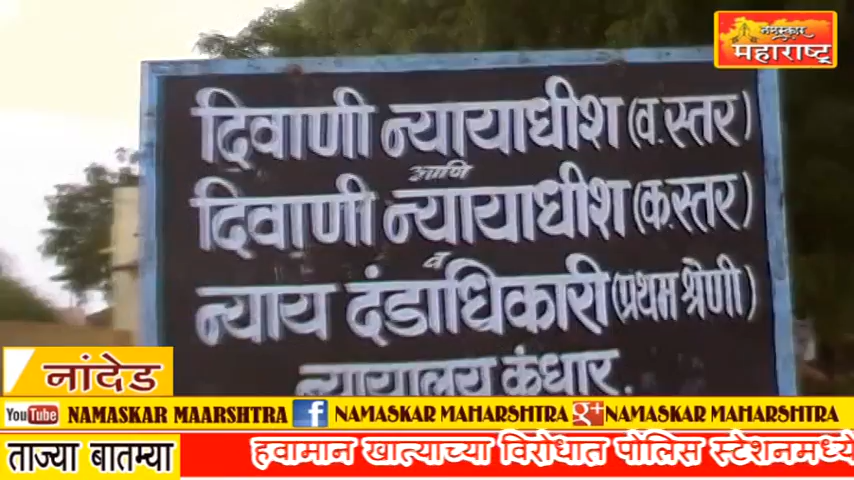 नमस्कार
महाराष्ट्र
दिवाणी न्यायाधीश (व. स्तर)
आणि
दिवाणी न्यायाधीश (क. स्तर)
व
न्याय दंडाधिकारी (प्रथम श्रेणी)
न्यायालय कंधार.
नांदेड
YouTube NAMASKAR MAARSHTRA f NAMASKAR MAHARSHTRA g+ NAMASKAR MAHARSHTRA
ताज्या बातम्या हवामान खात्याच्या विरोधात पोलिस स्टेशनमध्ये